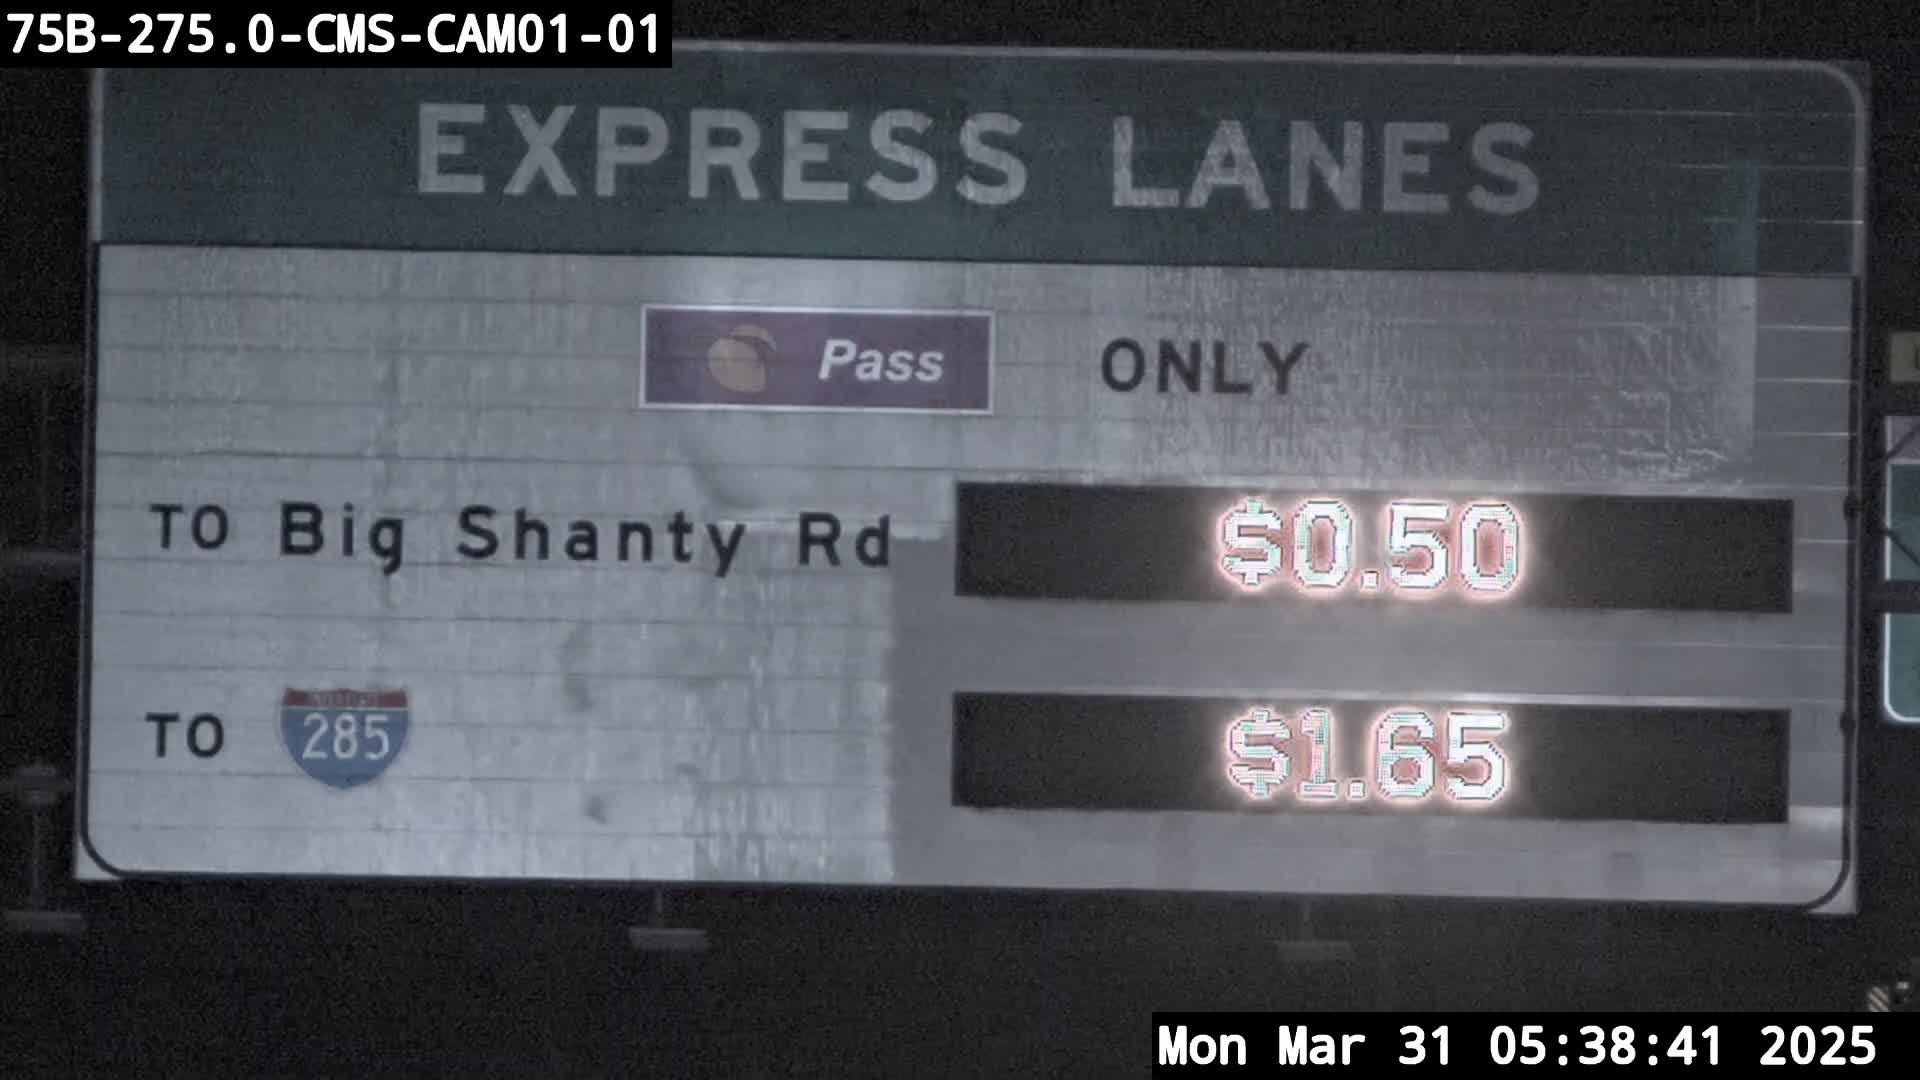 75B-275.0-CMS-CAM01-01
EXPRESS LANES
Pass ONLY
TO Big Shanty Rd $0.50
TO 285 $1.65
Mon Mar 31 05:38:41 2025